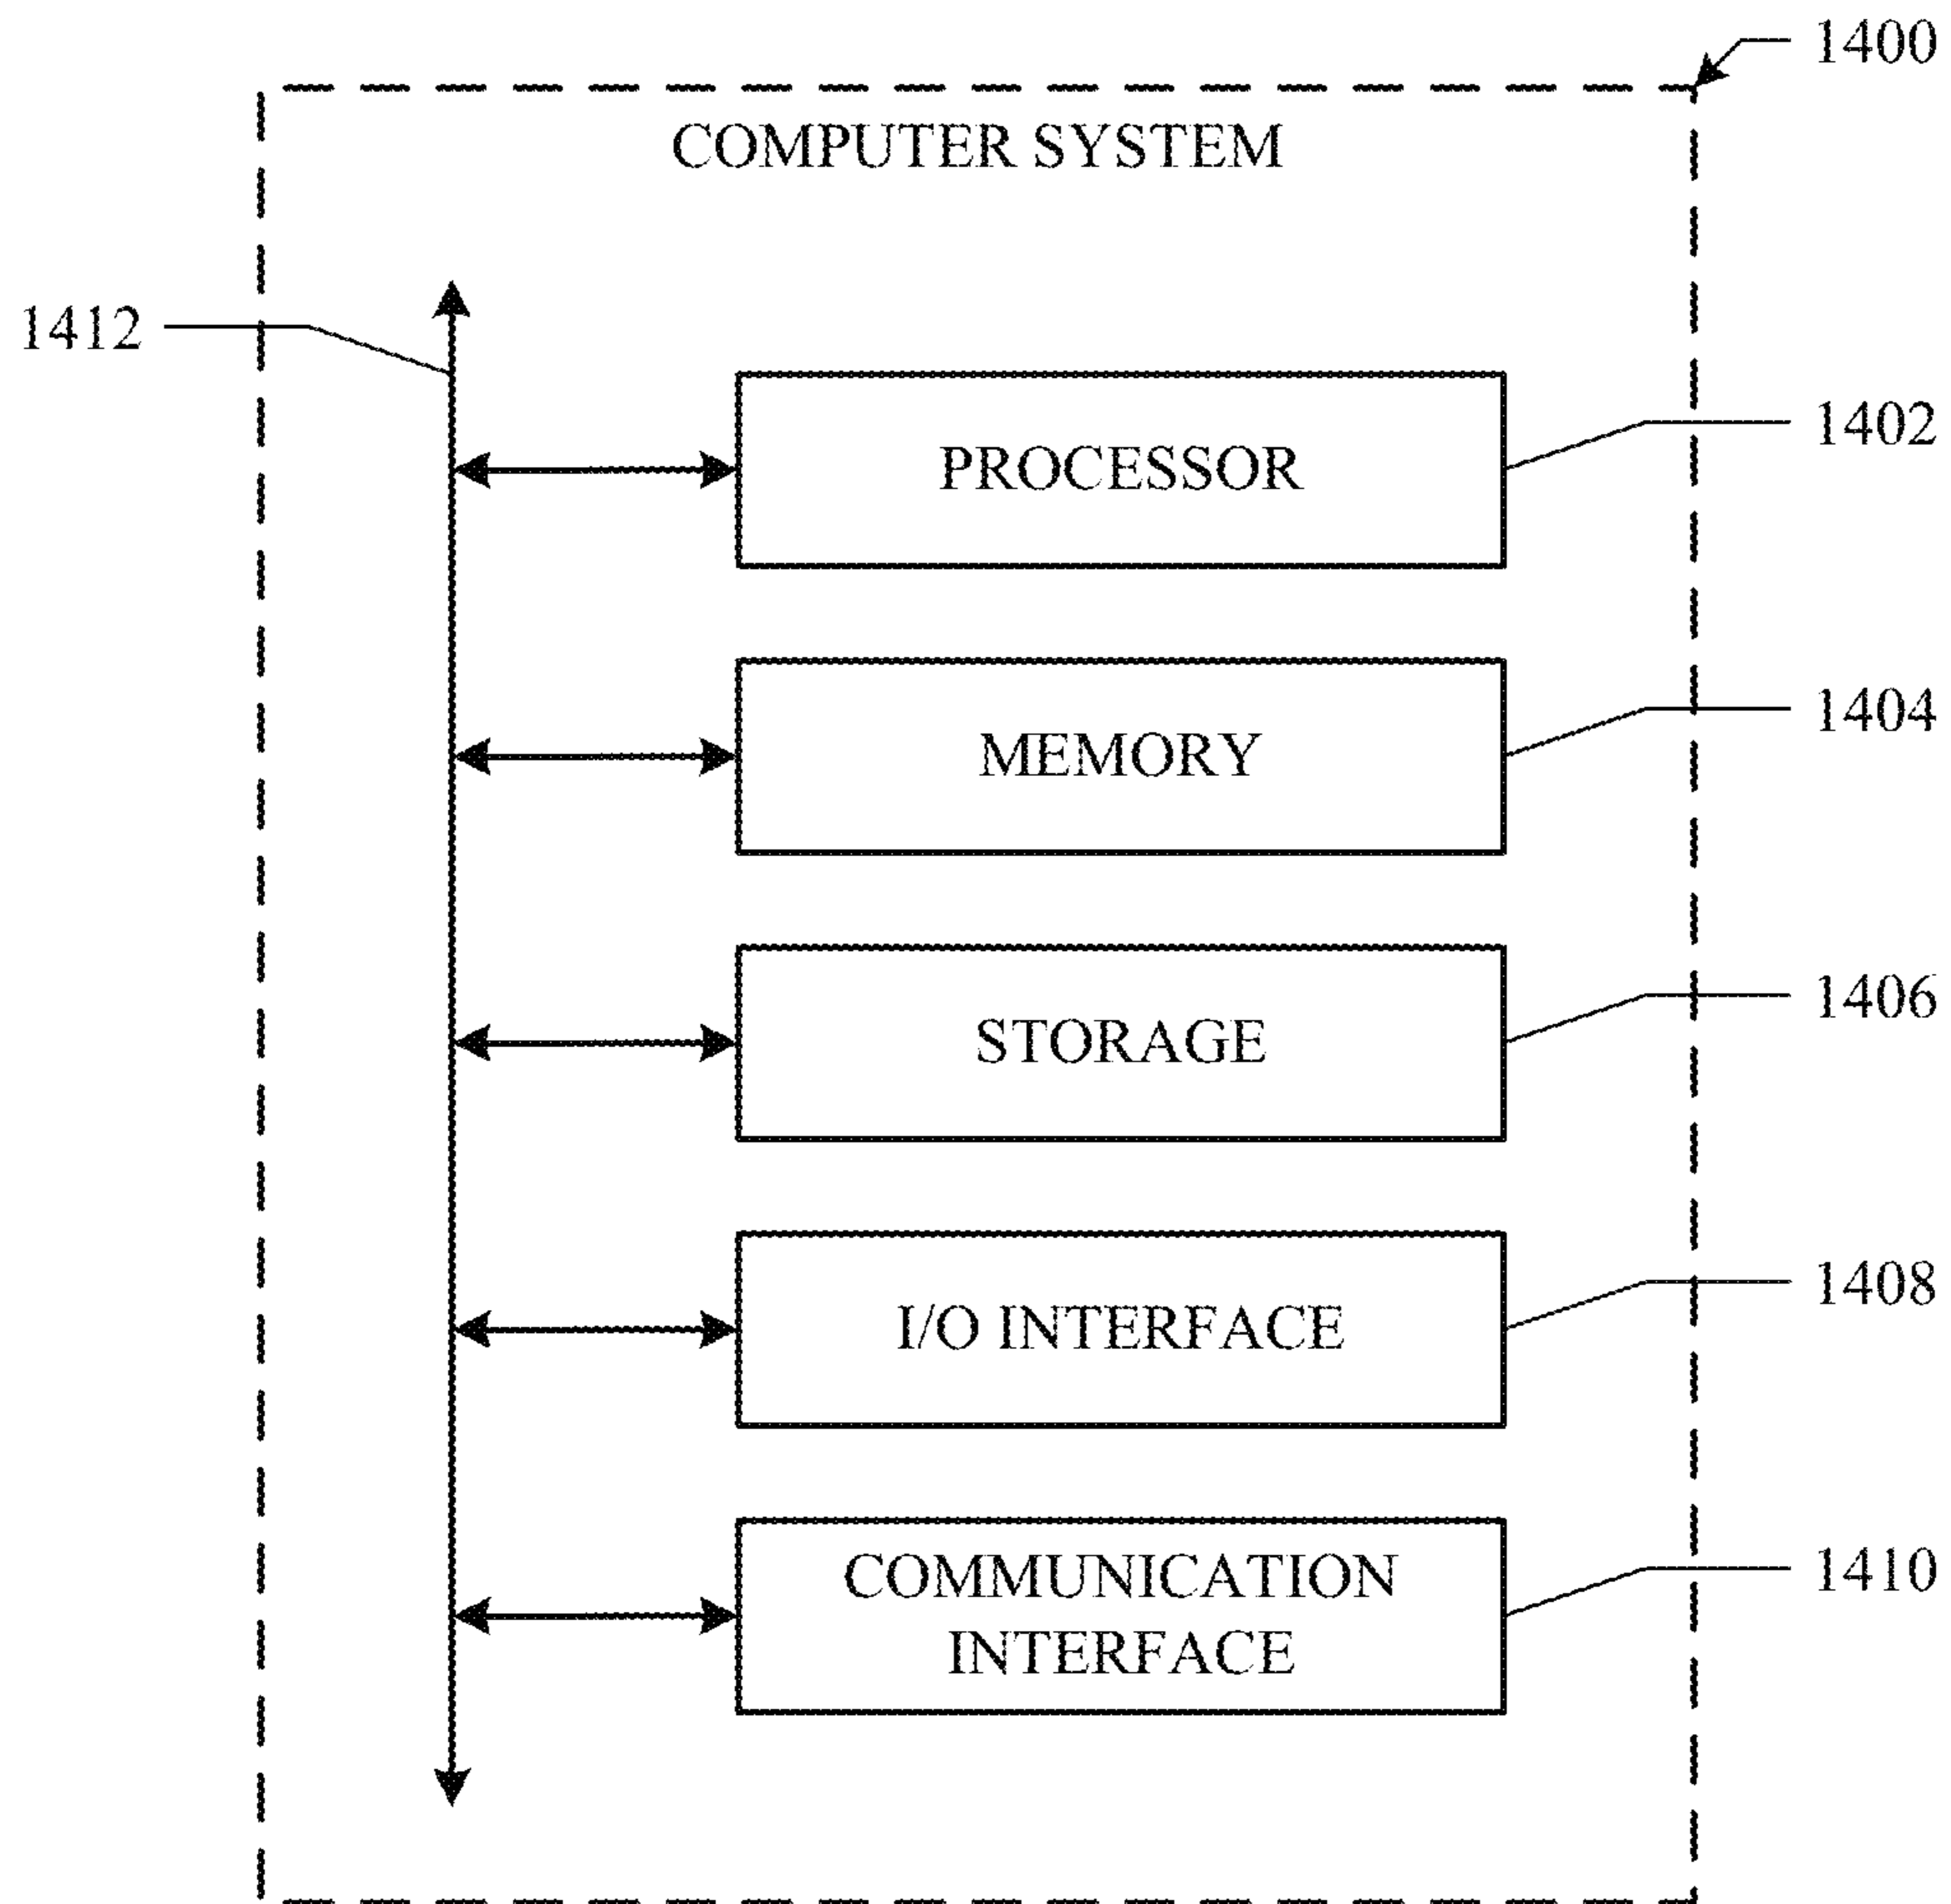 1400
COMPUTER SYSTEM
1412
PROCESSOR
1402
MEMORY
1404
STORAGE
1406
I/O INTERFACE
1408
COMMUNICATION
INTERFACE
1410